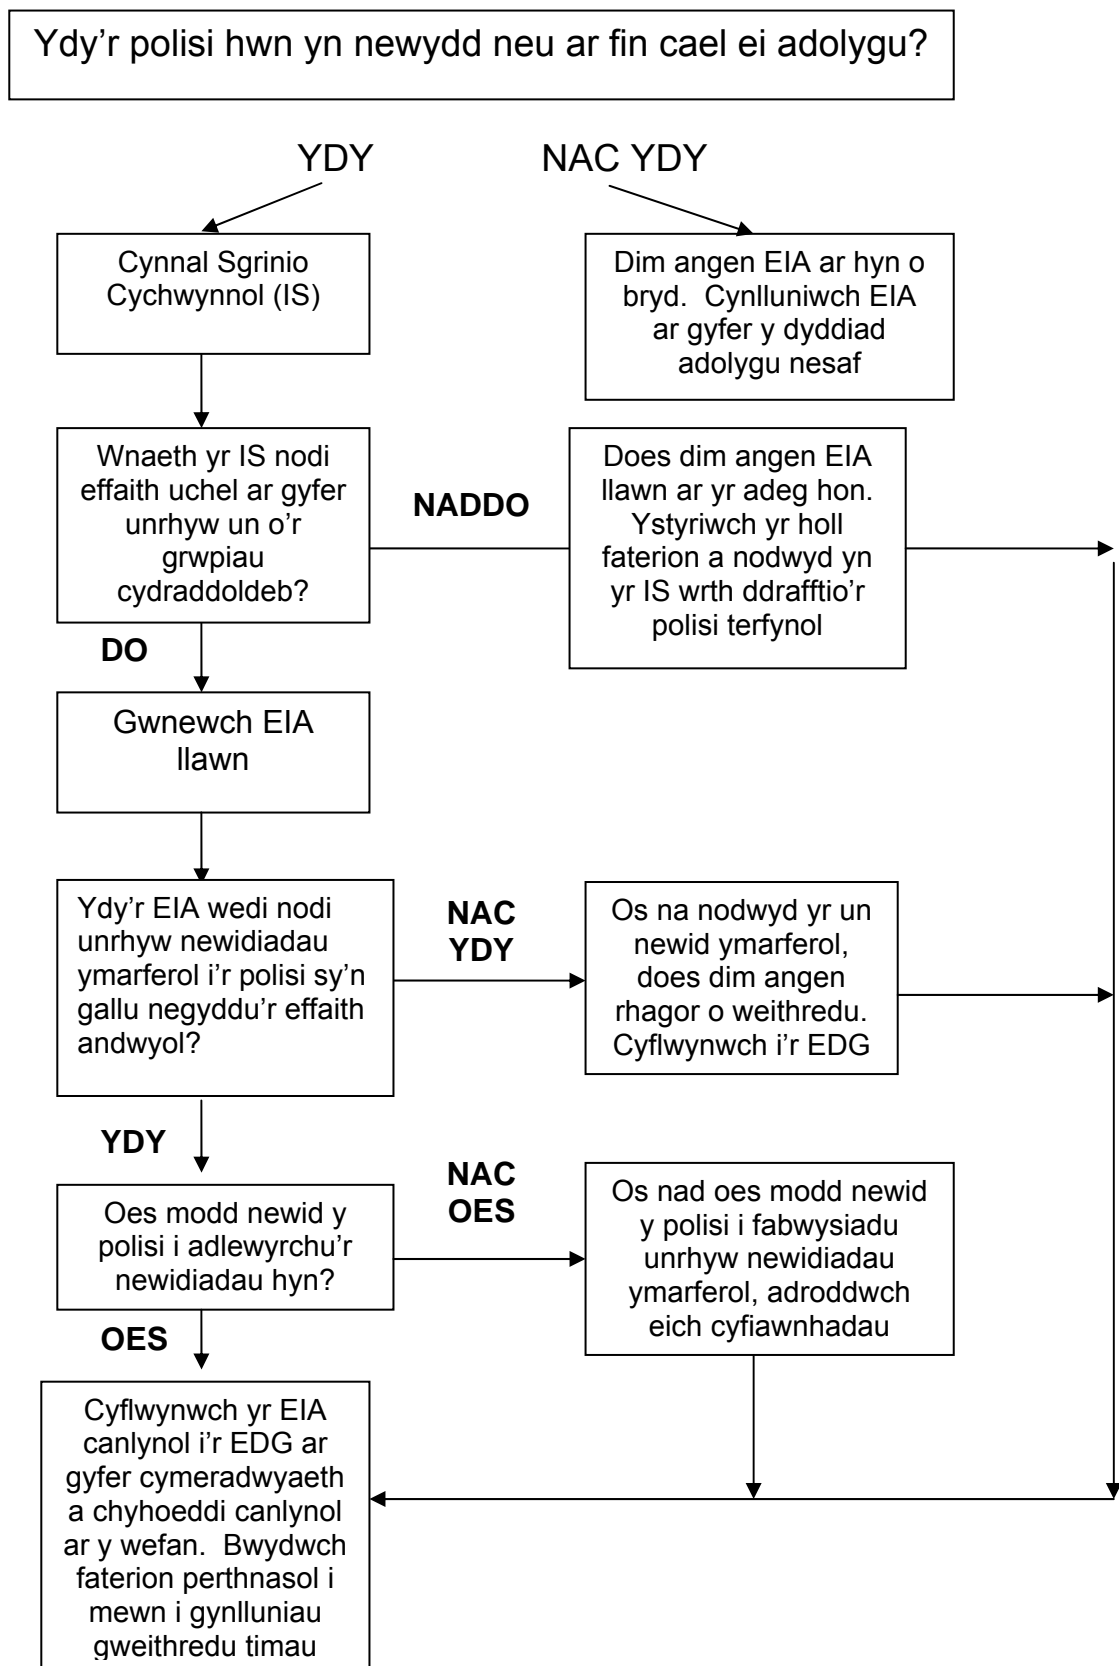 Ydy’r polisi hwn yn newydd neu ar fin cael ei adolygu?
YDY
NAC YDY
Cynnal Sgrinio
Cychwynnol (IS)
Dim angen EIA ar hyn o
bryd.  Cynlluniwch EIA
ar gyfer y dyddiad
adolygu nesaf
Wnaeth yr IS nodi
effaith uchel ar gyfer
unrhyw un o’r
grwpiau
cydraddoldeb?
NADDO
Does dim angen EIA
llawn ar yr adeg hon.
Ystyriwch yr holl
faterion a nodwyd yn
yr IS wrth ddrafftio’r
polisi terfynol
DO
Gwnewch EIA
llawn
Ydy’r EIA wedi nodi
unrhyw newidiadau
ymarferol i’r polisi sy’n
gallu negyddu’r effaith
andwyol?
NAC
YDY
Os na nodwyd yr un
newid ymarferol,
does dim angen
rhagor o weithredu.
Cyflwynwch i’r EDG
YDY
Oes modd newid y
polisi i adlewyrchu’r
newidiadau hyn?
NAC
OES
Os nad oes modd newid
y polisi i fabwysiadu
unrhyw newidiadau
ymarferol, adroddwch
eich cyfiawnhadau
OES
Cyflwynwch yr EIA
canlynol i’r EDG ar
gyfer cymeradwyaeth
a chyhoeddi canlynol
ar y wefan.  Bwydwch
faterion perthnasol i
mewn i gynlluniau
gweithredu timau